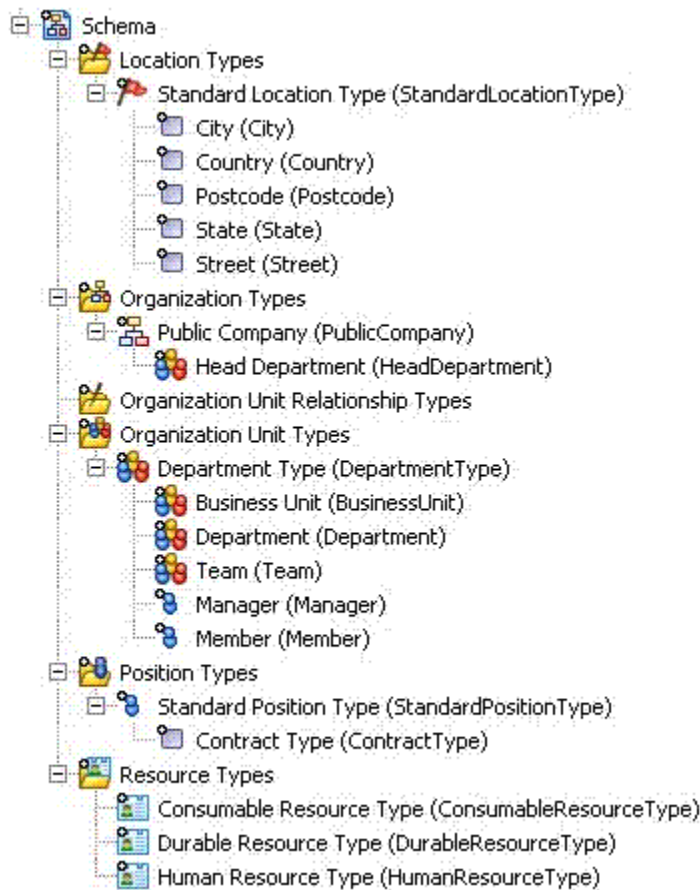 Schema
Location Types
Standard Location Type (StandardLocationType)
City (City)
Country (Country)
Postcode (Postcode)
State (State)
Street (Street)
Organization Types
Public Company (PublicCompany)
Head Department (HeadDepartment)
Organization Unit Relationship Types
Organization Unit Types
Department Type (DepartmentType)
Business Unit (BusinessUnit)
Department (Department)
Team (Team)
Manager (Manager)
Member (Member)
Position Types
Standard Position Type (StandardPositionType)
Contract Type (ContractType)
Resource Types
Consumable Resource Type (ConsumableResourceType)
Durable Resource Type (DurableResourceType)
Human Resource Type (HumanResourceType)